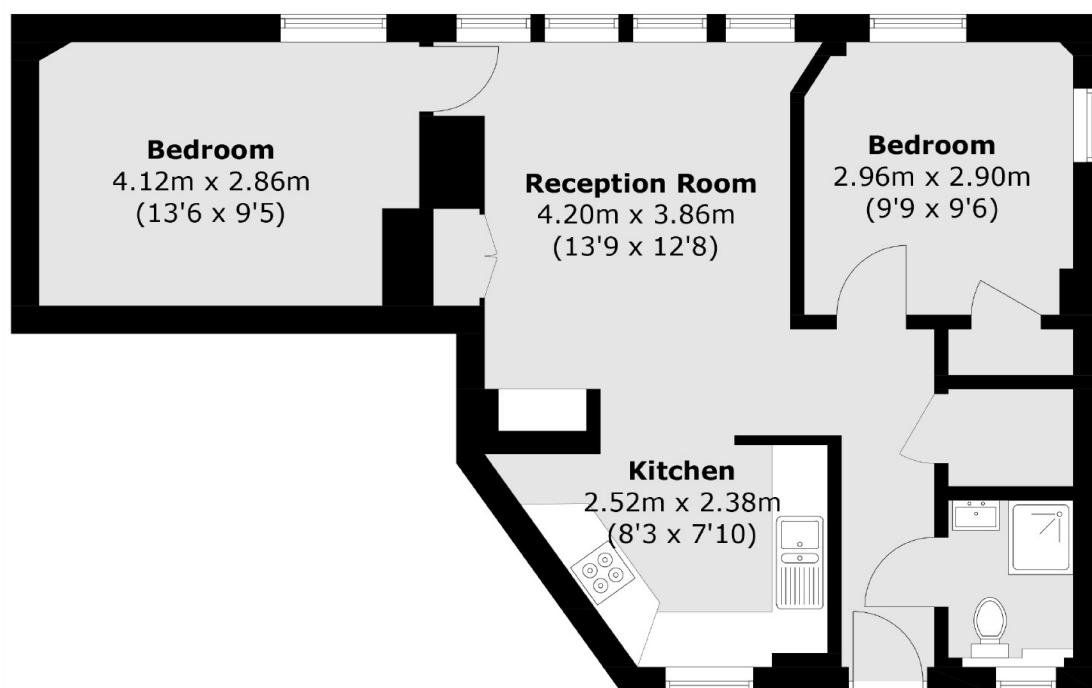 Bedroom
4.12m x 2.86m
(13'6 x 9'5)
Reception Room
4.20m x 3.86m
(13'9 x 12'8)
Bedroom
2.96m x 2.90m
(9'9 x 9'6)
Kitchen
2.52m x 2.38m
(8'3 x 7'10)